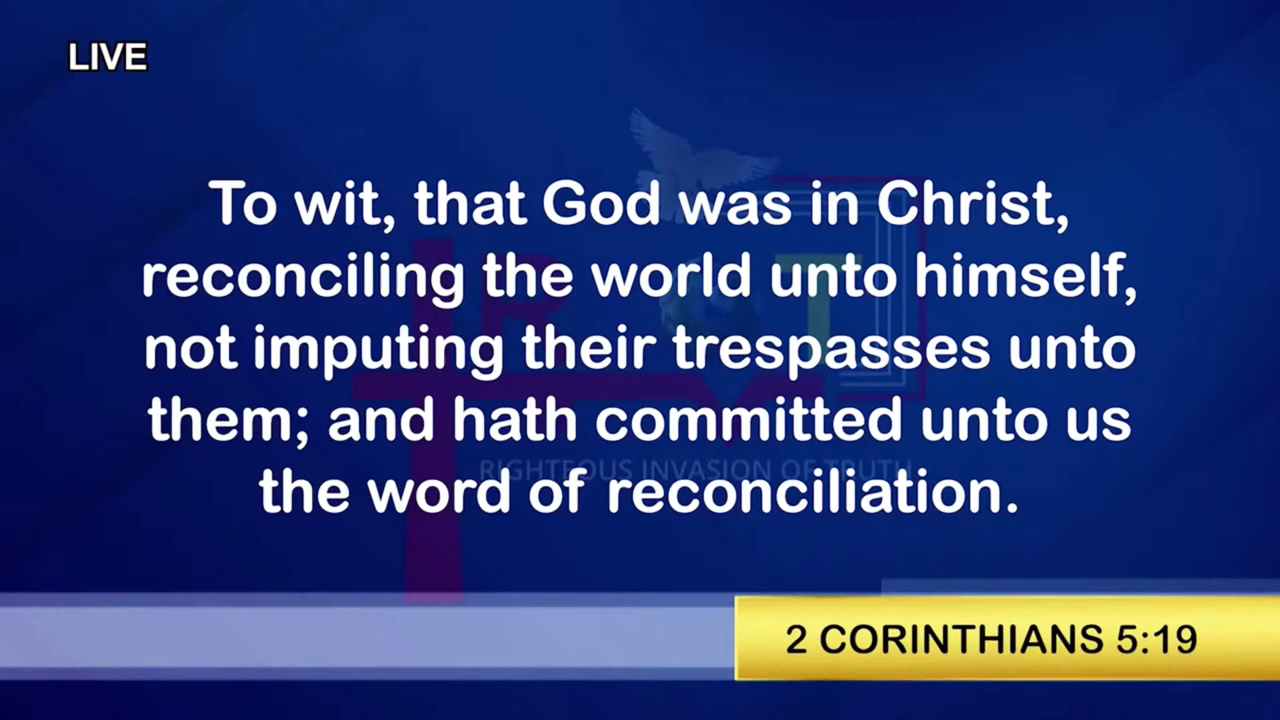 LIVE
To wit, that God was in Christ,
reconciling the world unto himself,
not imputing their trespasses unto
them; and hath committed unto us
RIGHTEOUS INVASION OF TRUTH
the word of reconciliation.
2 CORINTHIANS 5:19